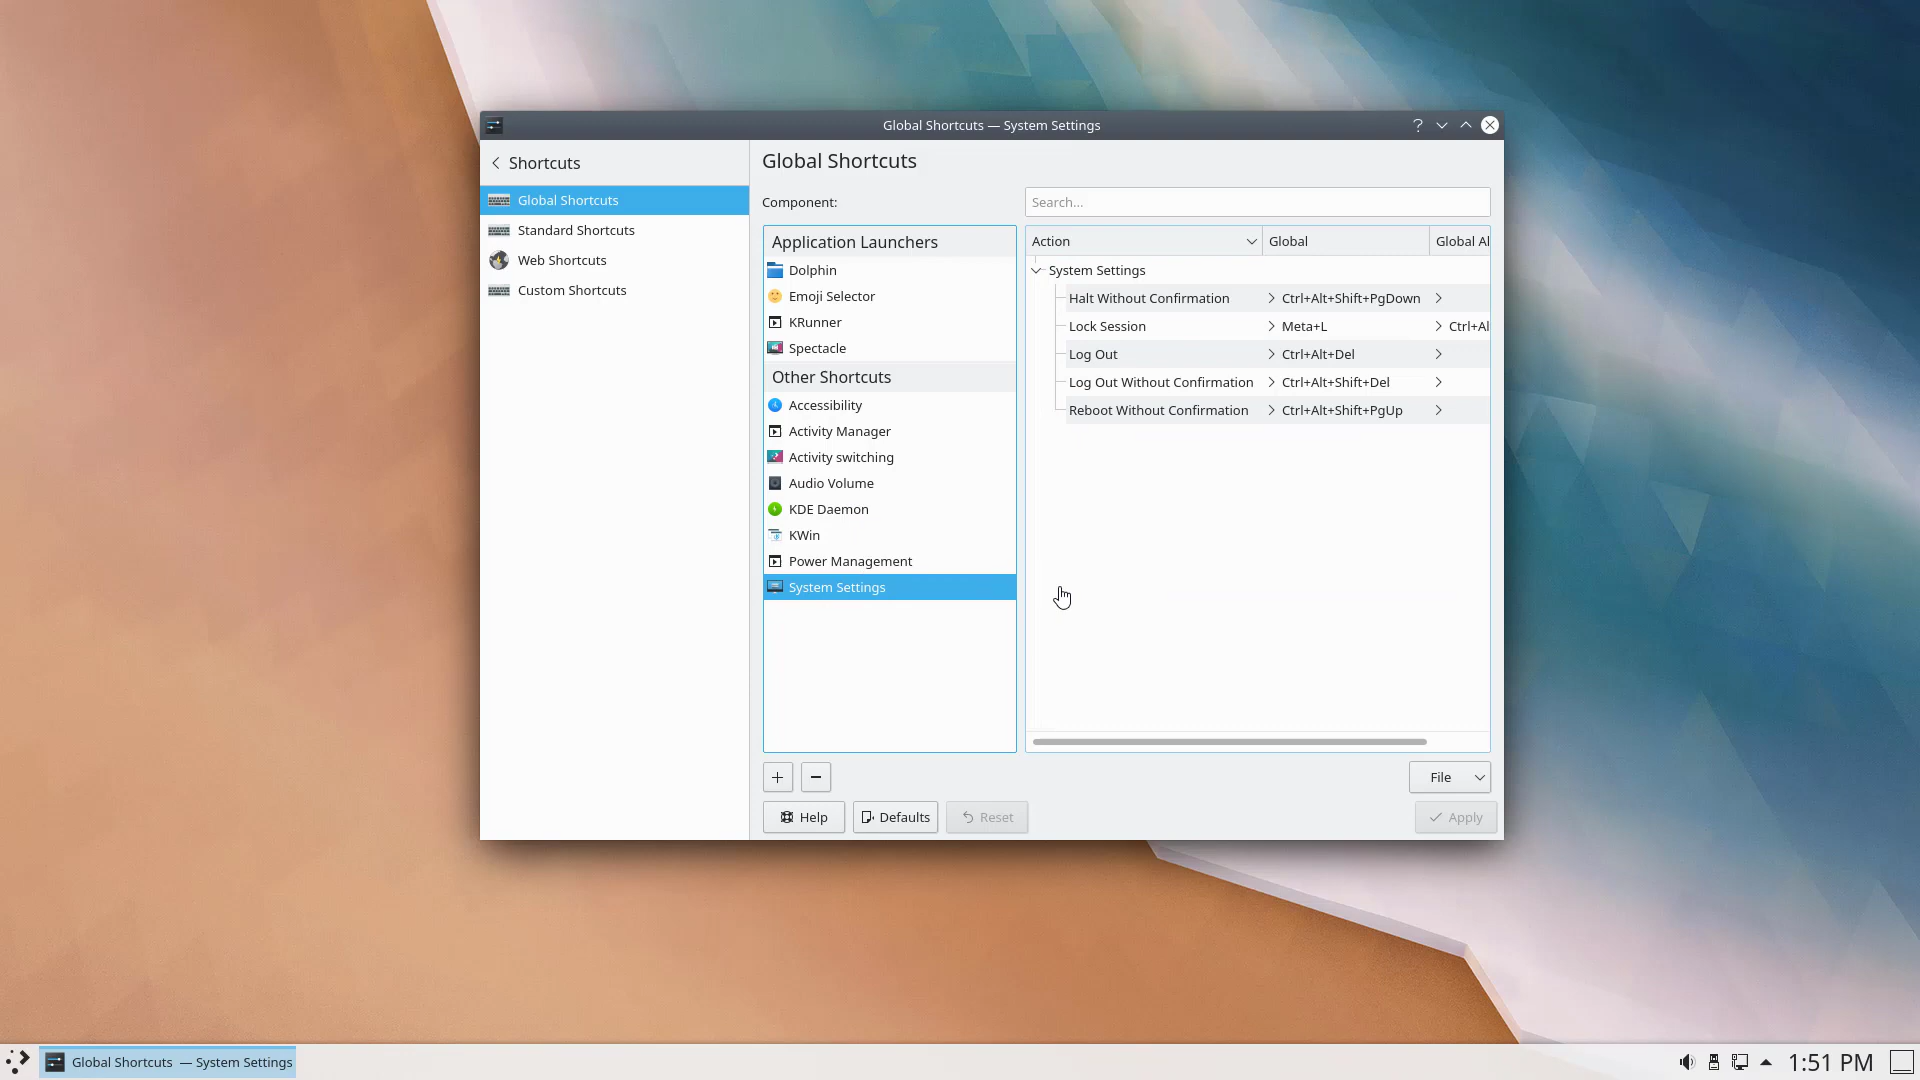 Global Shortcuts — System Settings
Shortcuts
Global Shortcuts
Standard Shortcuts
Web Shortcuts
Custom Shortcuts
Global Shortcuts
Component:
Search...
Application Launchers
Dolphin
Emoji Selector
KRunner
Spectacle
Other Shortcuts
Accessibility
Activity Manager
Activity switching
Audio Volume
KDE Daemon
KWin
Power Management
System Settings
Action Global Global Al
System Settings
Halt Without Confirmation Ctrl+Alt+Shift+PgDown
Lock Session Meta+L Ctrl+Al
Log Out Ctrl+Alt+Del
Log Out Without Confirmation Ctrl+Alt+Shift+Del
Reboot Without Confirmation Ctrl+Alt+Shift+PgUp
File
Help Defaults Reset Apply
Global Shortcuts — System Settings
1:51 PM